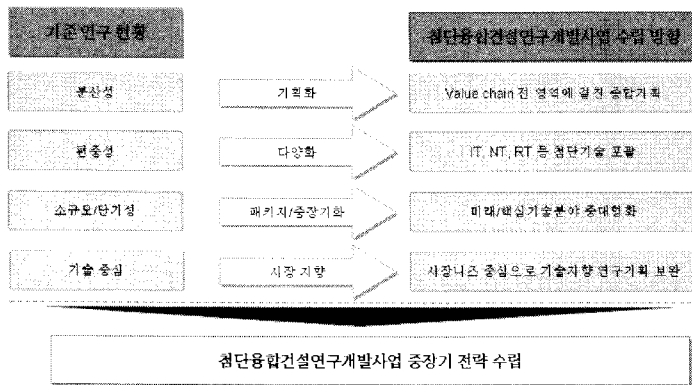 기존 연구 현황
첨단융합건설연구개발사업 수립 방향
분산성
기획화
Value chain 전 영역에 걸친 종합기획
편중성
다양화
IT, NT, RT 등 첨단기술 포괄
소규모/단기성
패키지/중장기화
미래/핵심기술분야 중대형화
기술 중심
시장 지향
시장니즈 중심으로 기술지향 연구기획 보완
첨단융합건설연구개발사업 중장기 전략 수립